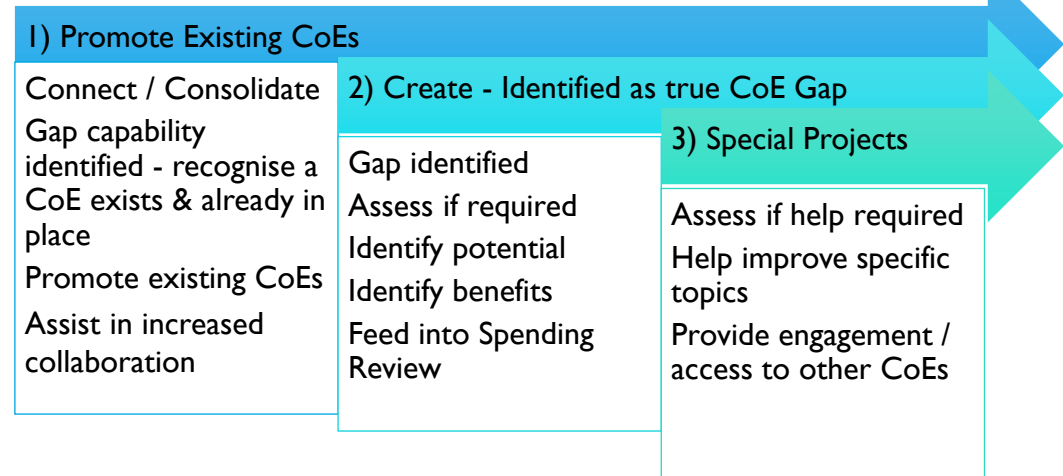 1) Promote Existing CoEs
Connect / Consolidate
Gap capability
identified - recognise a
CoE exists & already in
place
Promote existing CoEs
Assist in increased
collaboration
2) Create - Identified as true CoE Gap
Gap identified
Assess if required
Identify potential
Identify benefits
Feed into Spending
Review
3) Special Projects
Assess if help required
Help improve specific
topics
Provide engagement /
access to other CoEs